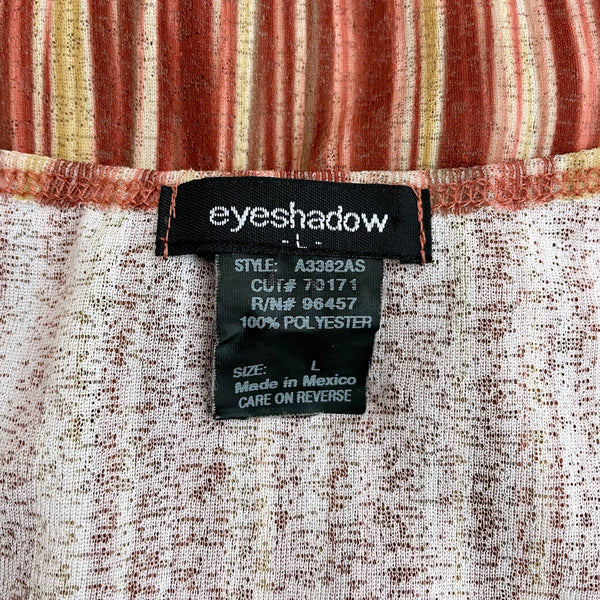 eyeshadow
- L -
STYLE: A3382AS
CUT# 70171
R/N# 96457
100% POLYESTER
SIZE: L
Made in Mexico
CARE ON REVERSE